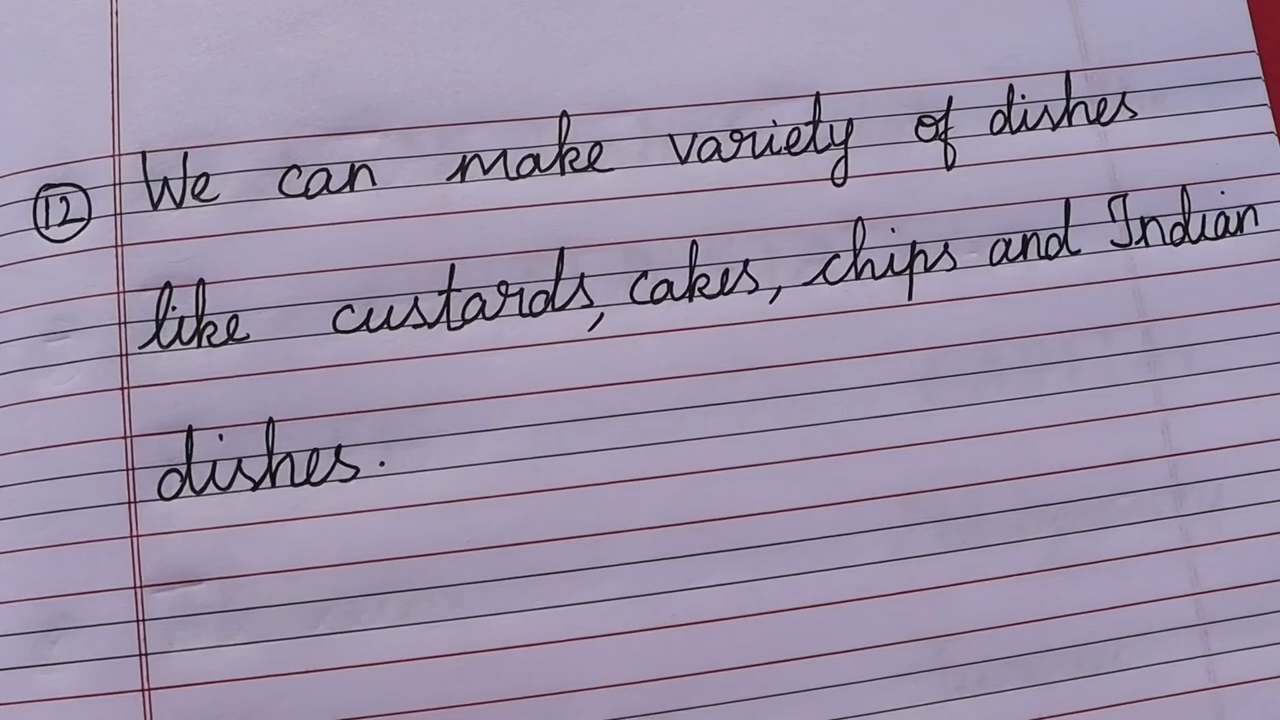 ⑫ We can make variety of dishes
like custards, cakes, chips and Indian
dishes.